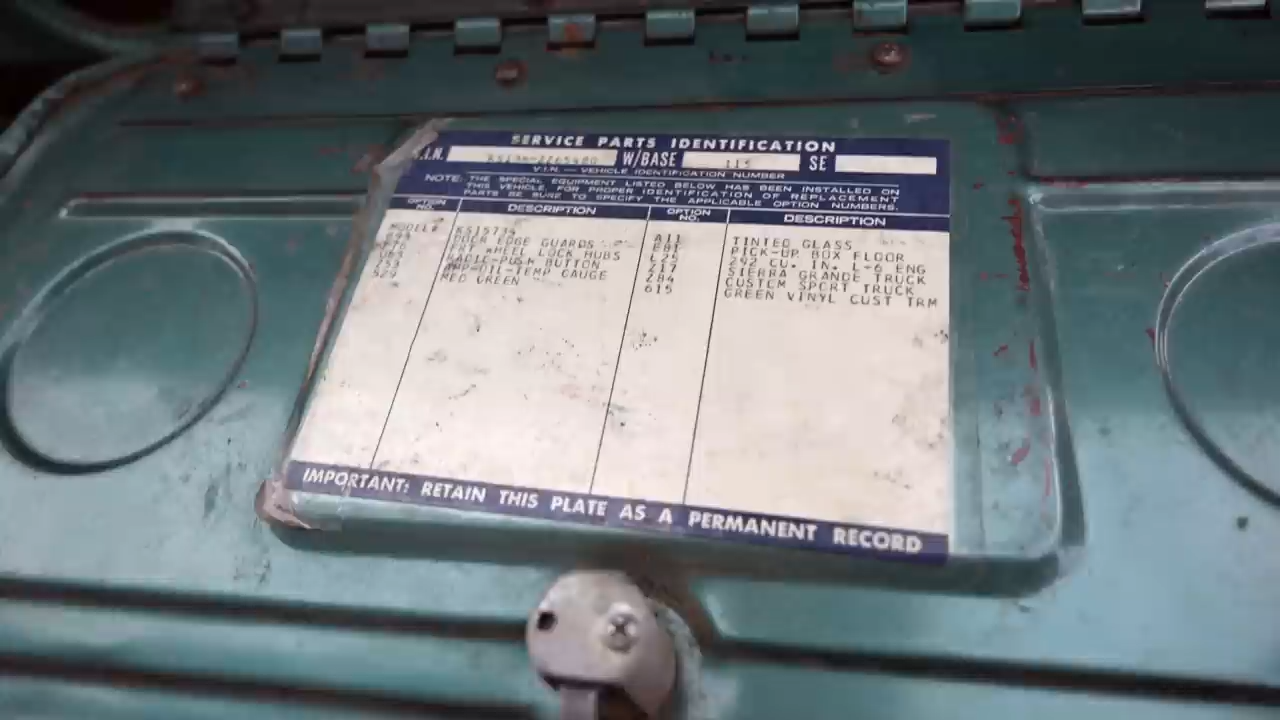 SERVICE PARTS IDENTIFICATION
V.I.N. W/BASE 115 SE
V.I.N. — VEHICLE IDENTIFICATION NUMBER
NOTE: THE SPECIAL EQUIPMENT LISTED BELOW HAS BEEN INSTALLED ON
THIS VEHICLE. FOR PROPER IDENTIFICATION OF REPLACEMENT
PARTS BE SURE TO SPECIFY THE APPLICABLE OPTION NUMBERS.
OPTION NO. DESCRIPTION OPTION NO. DESCRIPTION
MODEL# KS15734
DOOR EDGE GUARDS A11 TINTED GLASS
FRT WHEEL LOCK HUBS E81 PICK-UP BOX FLOOR
RADIO-PUSH BUTTON L25 292 CU. IN. L-6 ENG
AMP-OIL-TEMP GAUGE Z17 SIERRA GRANDE TRUCK
529 MED GREEN Z84 CUSTOM SPORT TRUCK
615 GREEN VINYL CUST TRM
IMPORTANT: RETAIN THIS PLATE AS A PERMANENT RECORD